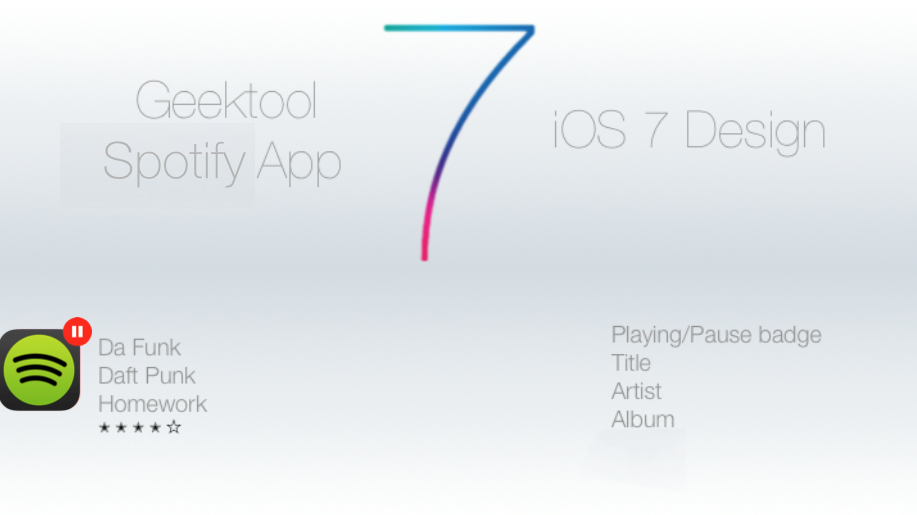 7
Geektool
Spotify App
iOS 7 Design
Da Funk
Daft Punk
Homework
★★★★☆
Playing/Pause badge
Title
Artist
Album